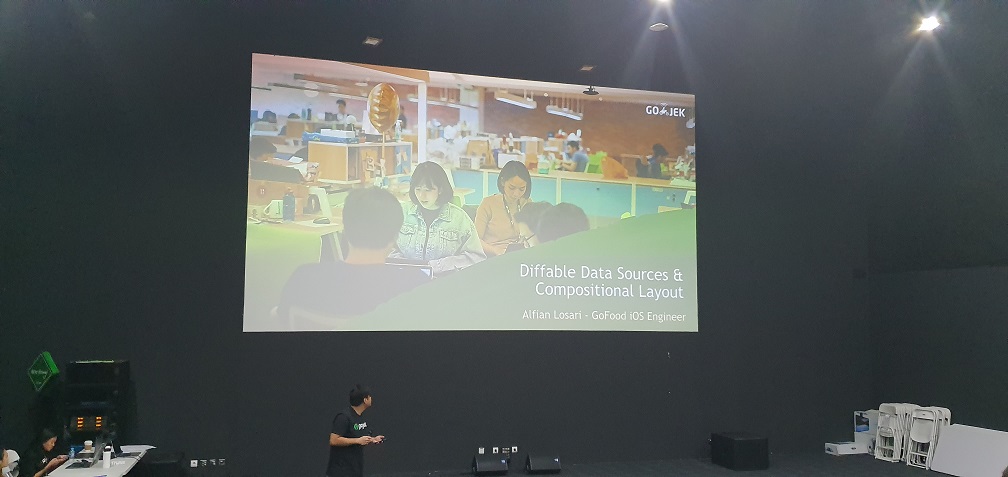 GOJEK
Diffable Data Sources &
Compositional Layout
Alfian Losari - GoFood iOS Engineer